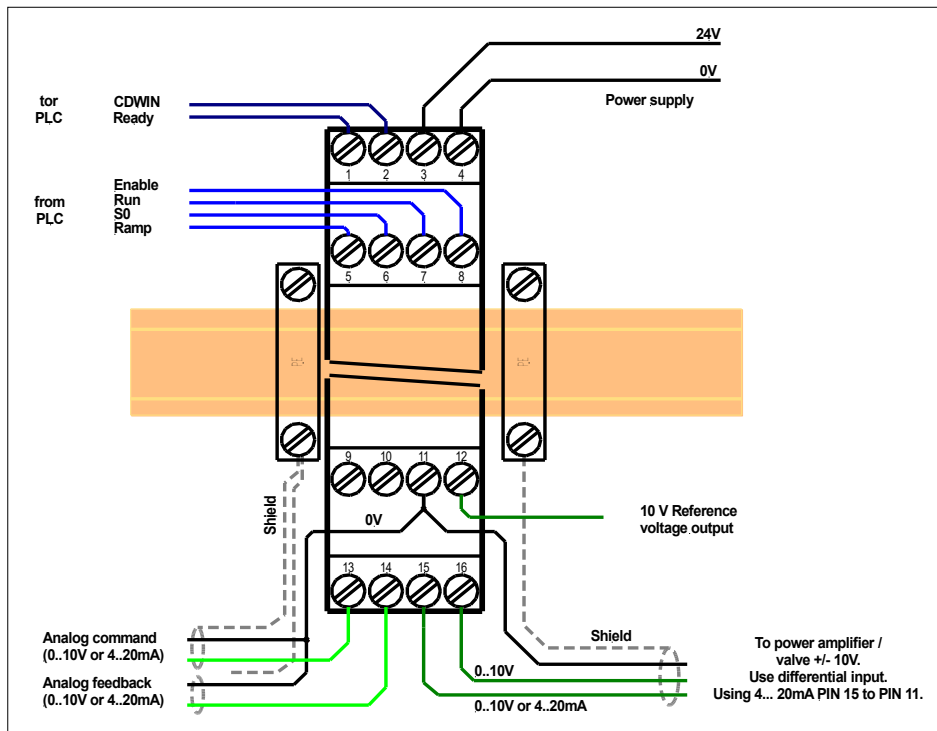 24V
0V
Power supply
tor
PLC
CDWIN
Ready
1 2 3 4
from
PLC
Enable
Run
S0
Ramp
5 6 7 8
PE
PE
9 10 11 12
Shield
0V
10 V Reference
voltage output
13 14 15 16
Analog command
(0..10V or 4..20mA)
Analog feedback
(0..10V or 4..20mA)
Shield
0..10V
0..10V or 4..20mA
To power amplifier /
valve +/- 10V.
Use differential input.
Using 4... 20mA PIN 15 to PIN 11.